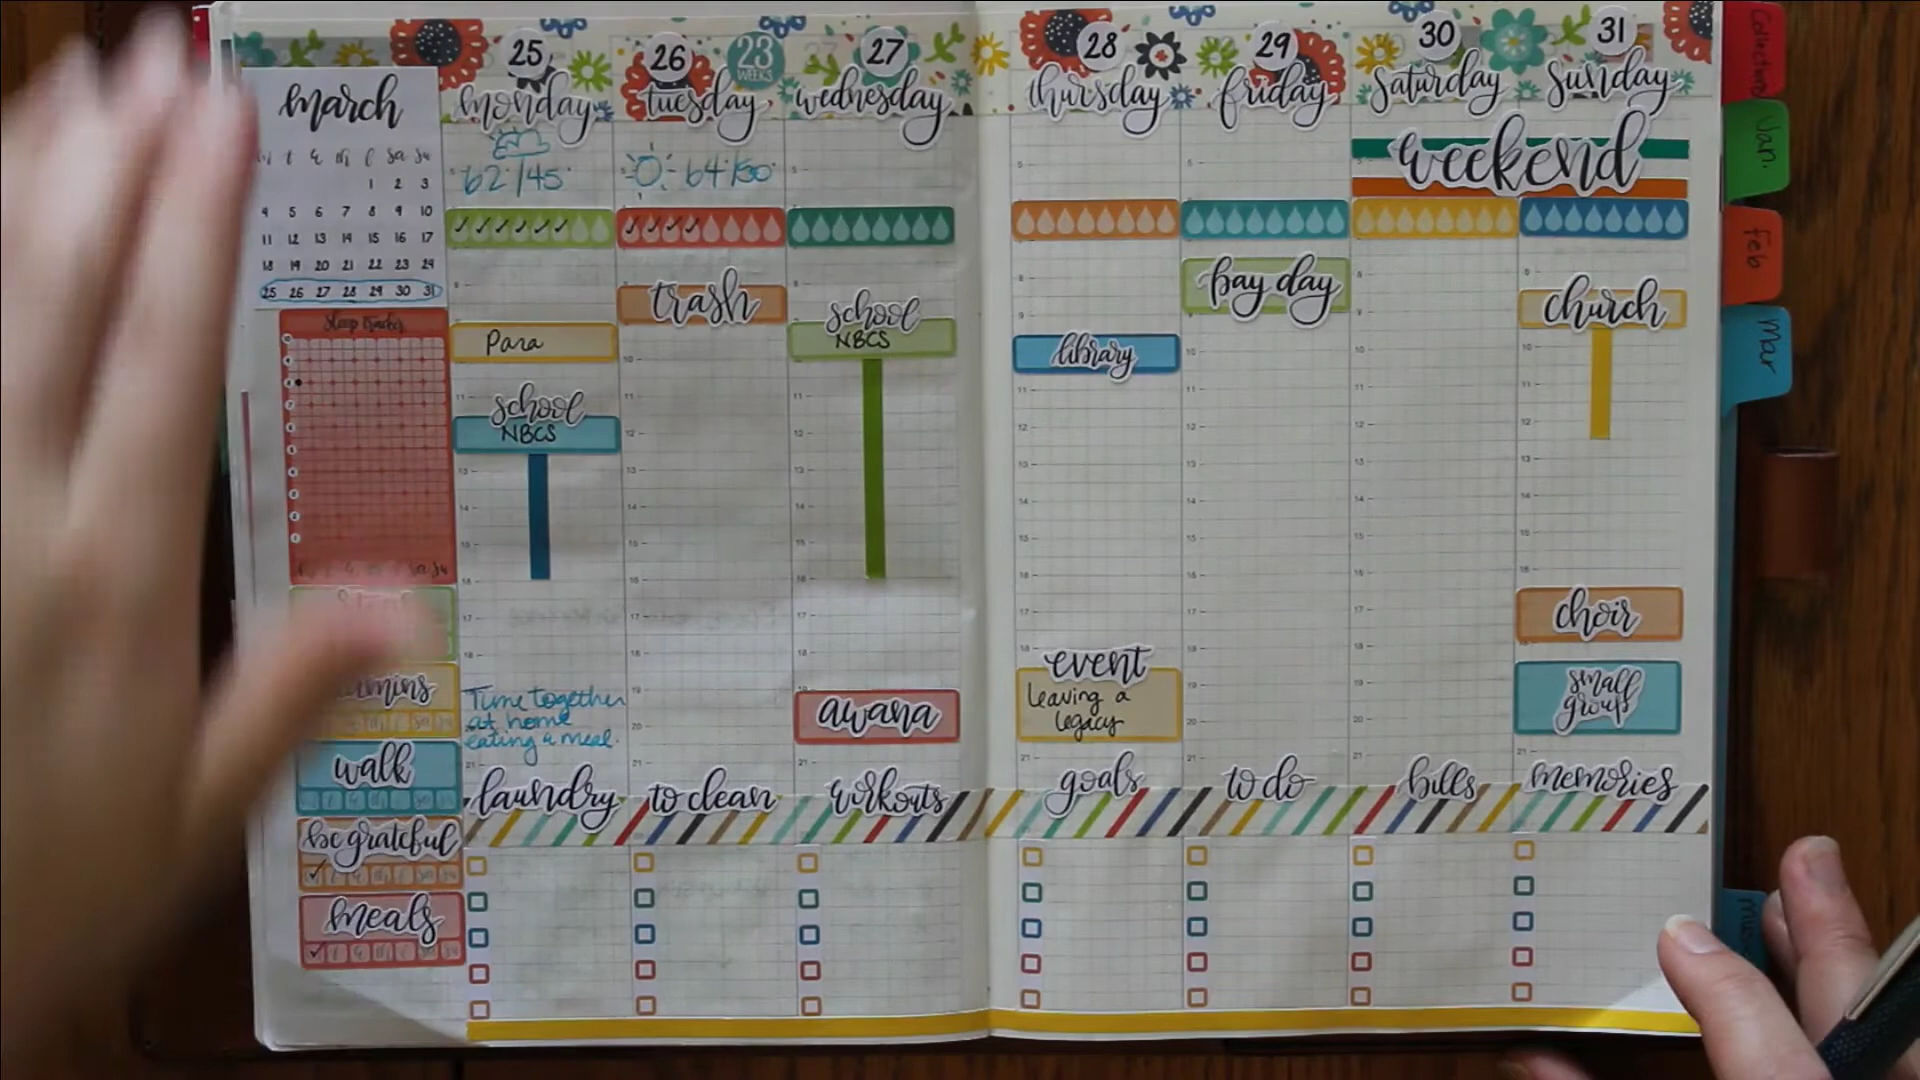 march
1 2 3
4 5 6 7 8 9 10
11 12 13 14 15 16 17
18 19 20 21 22 23 24
25 26 27 28 29 30 31
Sleep Tracker
walk
be grateful
meals
25
monday
62°/45°
Para
school
NBCS
Time together
at home
eating a meal.
laundry
26
23
WEEKS
tuesday
64°/50°
trash
to clean
27
wednesday
school
NBCS
awana
workouts
28
thursday
library
event
Leaving a
legacy
goals
29
friday
pay day
to do
30
saturday
weekend
bills
31
sunday
church
choir
small
group
memories
Collections
Jan.
Feb
Mar